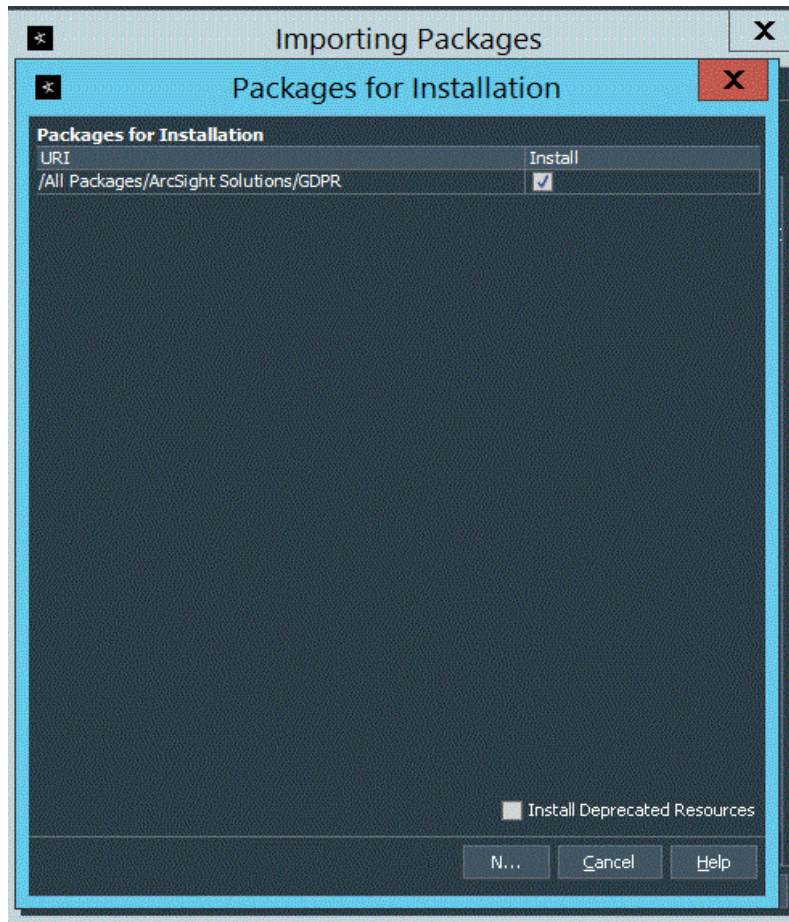 Importing Packages
X
Packages for Installation
X
Packages for Installation
URI Install
/All Packages/ArcSight Solutions/GDPR
Install Deprecated Resources
N... Cancel Help